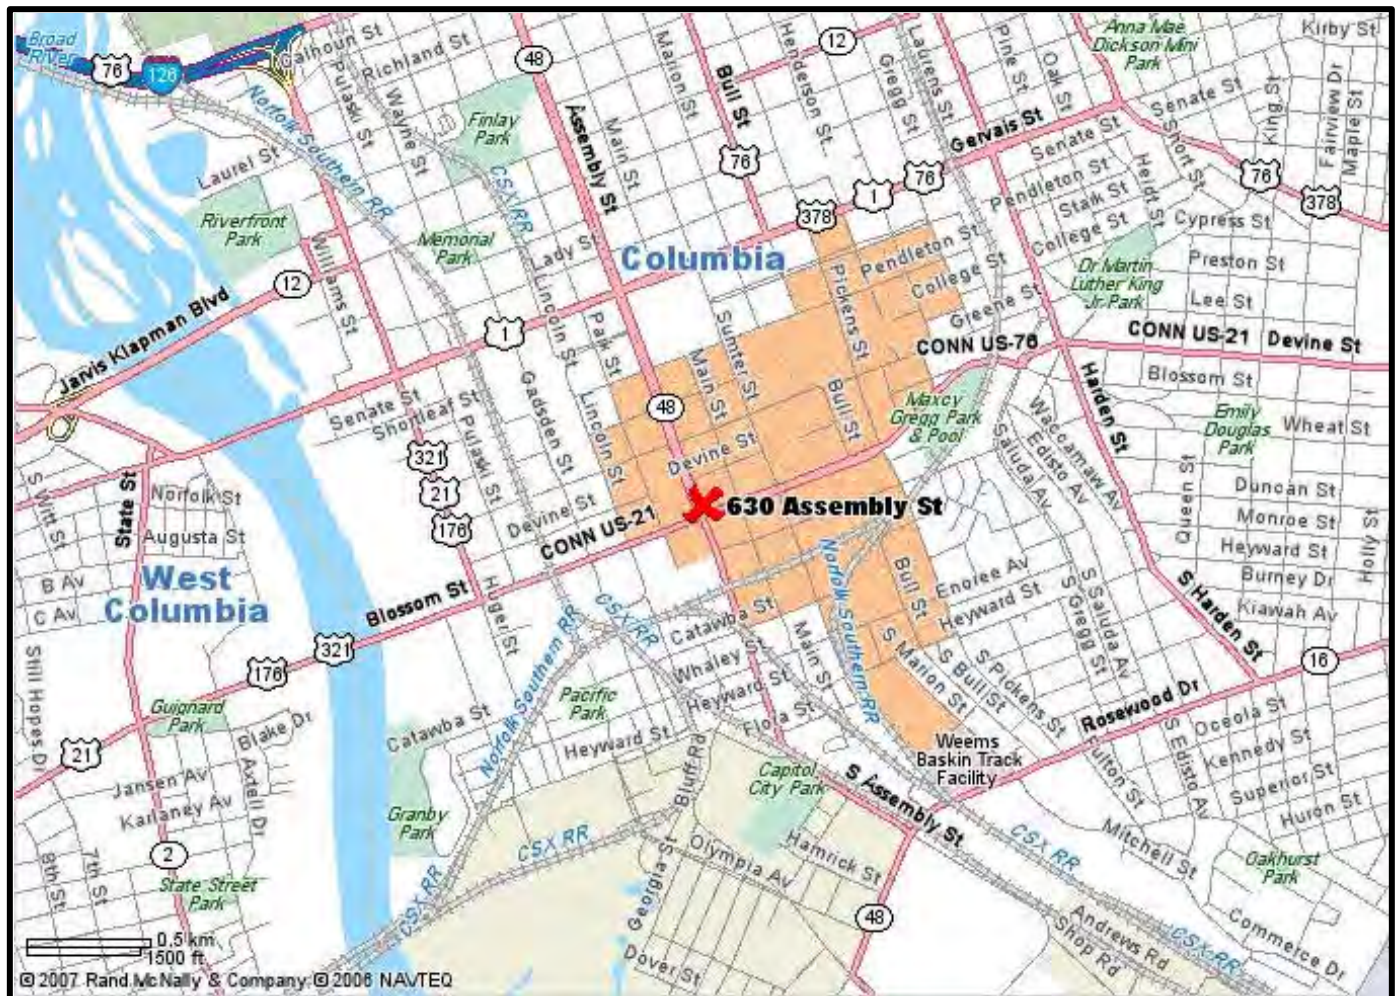 Broad
River
76
126
Calhoun St
Richland St
Pulaski St
Wayne St
Norfolk Southern RR
Finlay
Park
CSX RR
48
Assembly St
Main St
Marion St
Bull St
76
Henderson St
12
Gregg St
Laurens St
Pine St
Oak St
Anna Mae
Dickson Mini
Park
Kirby St
Senate St
King St
Fairview Dr
Maple St
Gervais St
Senate St
S Short St
Heidt St
76
378
Laurel St
Riverfront
Park
Memorial
Park
Williams St
12
Jarvis Klapman Blvd
Lady St
Lincoln St
Park St
Columbia
378
1
76
Pendleton St
Stalk St
College St
Cypress St
Preston St
Lee St
Dr Martin
Luther King
Jr Park
Pickens St
Pendleton St
College St
Greene St
CONN US-76
CONN US-21
Devine St
Blossom St
1
Senate St
Shortleaf St
Pulaski St
Gadsden St
Lincoln St
48
Main St
Sumter St
Bull St
Devine St
Maxcy
Gregg Park
& Pool
Harden St
Waccamaw Av
Edisto Av
Saluda Av
Emily
Douglas
Park
Wheat St
Queen St
Duncan St
Monroe St
Heyward St
Burney Dr
Kiawah Av
Holly St
321
21
176
Devine St
CONN US-21
630 Assembly St
State St
S Witt St
Norfolk St
Augusta St
B Av
C Av
West
Columbia
Blossom St
Huger St
176
321
Norfolk Southern RR
CSX RR
Catawba St
Whaley St
Heyward St
Main St
Flora St
Norfolk Southern RR
Bull St
Enoree Av
Heyward St
S Marion St
S Bull St
S Pickens St
S Gregg St
S Saluda Av
S Harden St
16
Rosewood Dr
Still Hopes Dr
Guignard
Park
21
Blake Dr
Axtell Dr
Jansen Av
Karlaney Av
2
8th St
7th St
State Street
Park
Catawba St
Norfolk Southern RR
Pacific
Park
Heyward St
Bluff Rd
Granby
Park
CSX RR
CSX RR
Georgia St
Capitol
City Park
S Assembly St
Weems
Baskin Track
Facility
Olympia Av
Hamrick St
48
Dover St
CSX RR
Fulton St
Mitchell St
S Edisto Av
Oceola St
Kennedy St
Superior St
Huron St
Oakhurst
Park
Commerce Dr
Andrews Rd
Shop Rd
CSX RR
0.5 km
1500 ft
© 2007 Rand McNally & Company © 2006 NAVTEQ